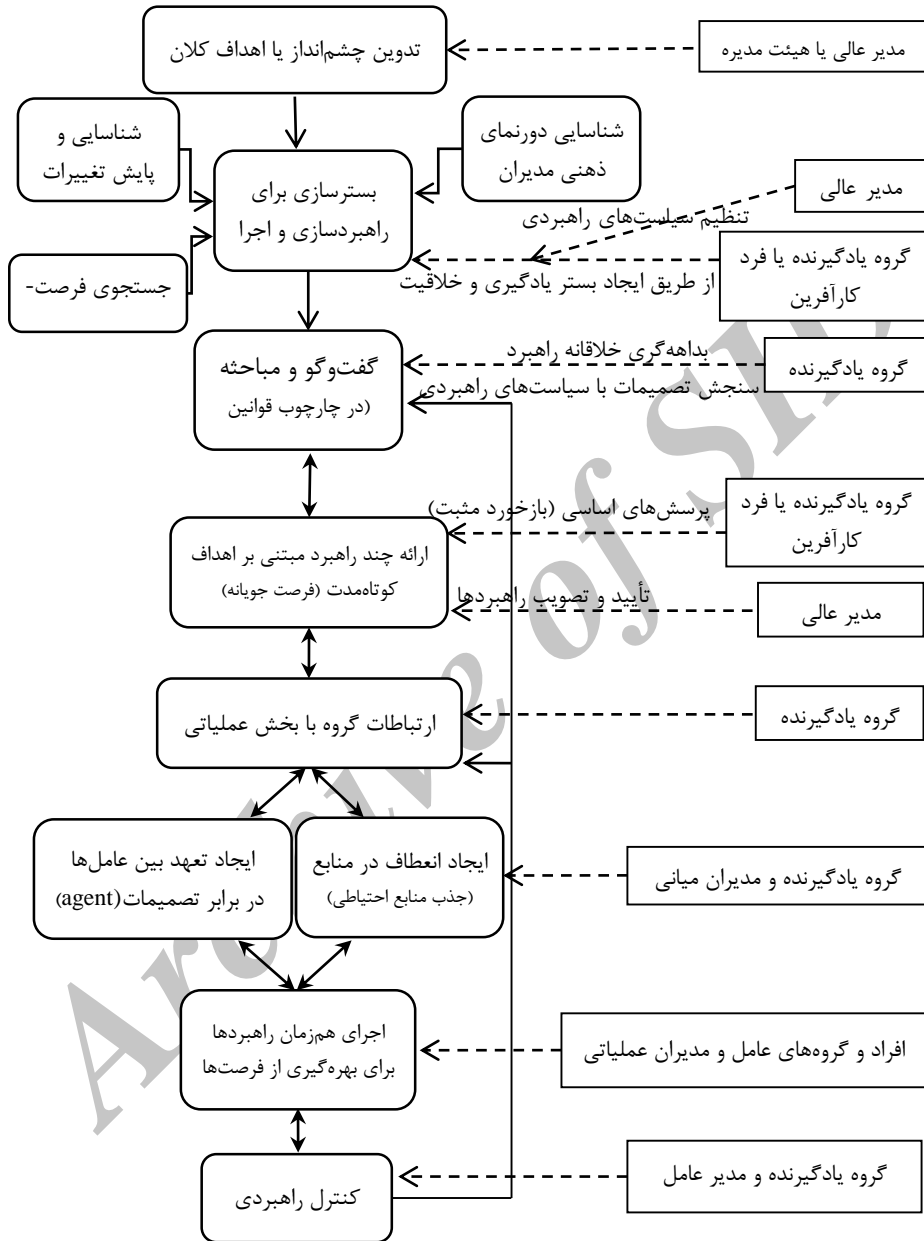 تدوین چشم‌انداز یا اهداف کلان
مدیر عالی یا هیئت مدیره
شناسایی دورنمای
ذهنی مدیران
شناسایی و
پایش تغییرات
بسترسازی برای
راهبردسازی و اجرا
جستجوی فرصت-
مدیر عالی
تنظیم سیاست‌های راهبردی
گروه یادگیرنده یا فرد
کارآفرین
از طریق ایجاد بستر یادگیری و خلاقیت
گفت‌وگو و مباحثه
(در چارچوب قوانین
بداهه‌گری خلاقانه راهبرد
گروه یادگیرنده
سنجش تصمیمات با سیاست‌های راهبردی
گروه یادگیرنده یا فرد
کارآفرین
پرسش‌های اساسی (بازخورد مثبت)
ارائه چند راهبرد مبتنی بر اهداف
کوتاه‌مدت (فرصت جویانه)
تأیید و تصویب راهبردها
مدیر عالی
ارتباطات گروه با بخش عملیاتی
گروه یادگیرنده
ایجاد انعطاف در منابع
(جذب منابع احتیاطی)
ایجاد تعهد بین عامل‌ها
(agent)در برابر تصمیمات
گروه یادگیرنده و مدیران میانی
اجرای هم‌زمان راهبردها
برای بهره‌گیری از فرصت‌ها
افراد و گروه‌های عامل و مدیران عملیاتی
کنترل راهبردی
گروه یادگیرنده و مدیر عامل
Archive of SID